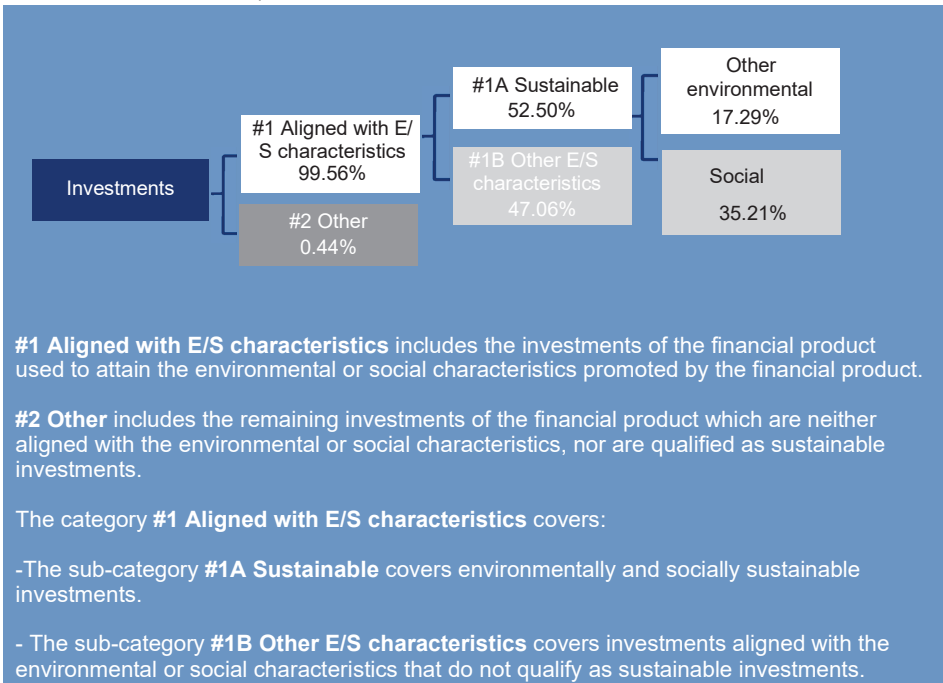 Investments
#1 Aligned with E/
S characteristics
99.56%
#2 Other
0.44%
#1A Sustainable
52.50%
#1B Other E/S
characteristics
47.06%
Other
environmental
17.29%
Social
35.21%
#1 Aligned with E/S characteristics includes the investments of the financial product
used to attain the environmental or social characteristics promoted by the financial product.
#2 Other includes the remaining investments of the financial product which are neither
aligned with the environmental or social characteristics, nor are qualified as sustainable
investments.
The category #1 Aligned with E/S characteristics covers:
-The sub-category #1A Sustainable covers environmentally and socially sustainable
investments.
- The sub-category #1B Other E/S characteristics covers investments aligned with the
environmental or social characteristics that do not qualify as sustainable investments.